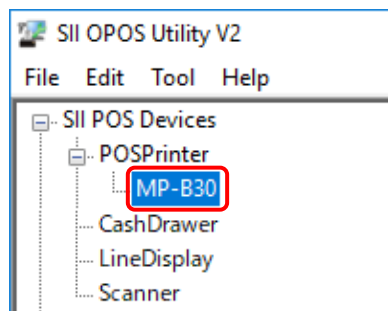 SII OPOS Utility V2
File Edit Tool Help
SII POS Devices
POSPrinter
MP-B30
CashDrawer
LineDisplay
Scanner